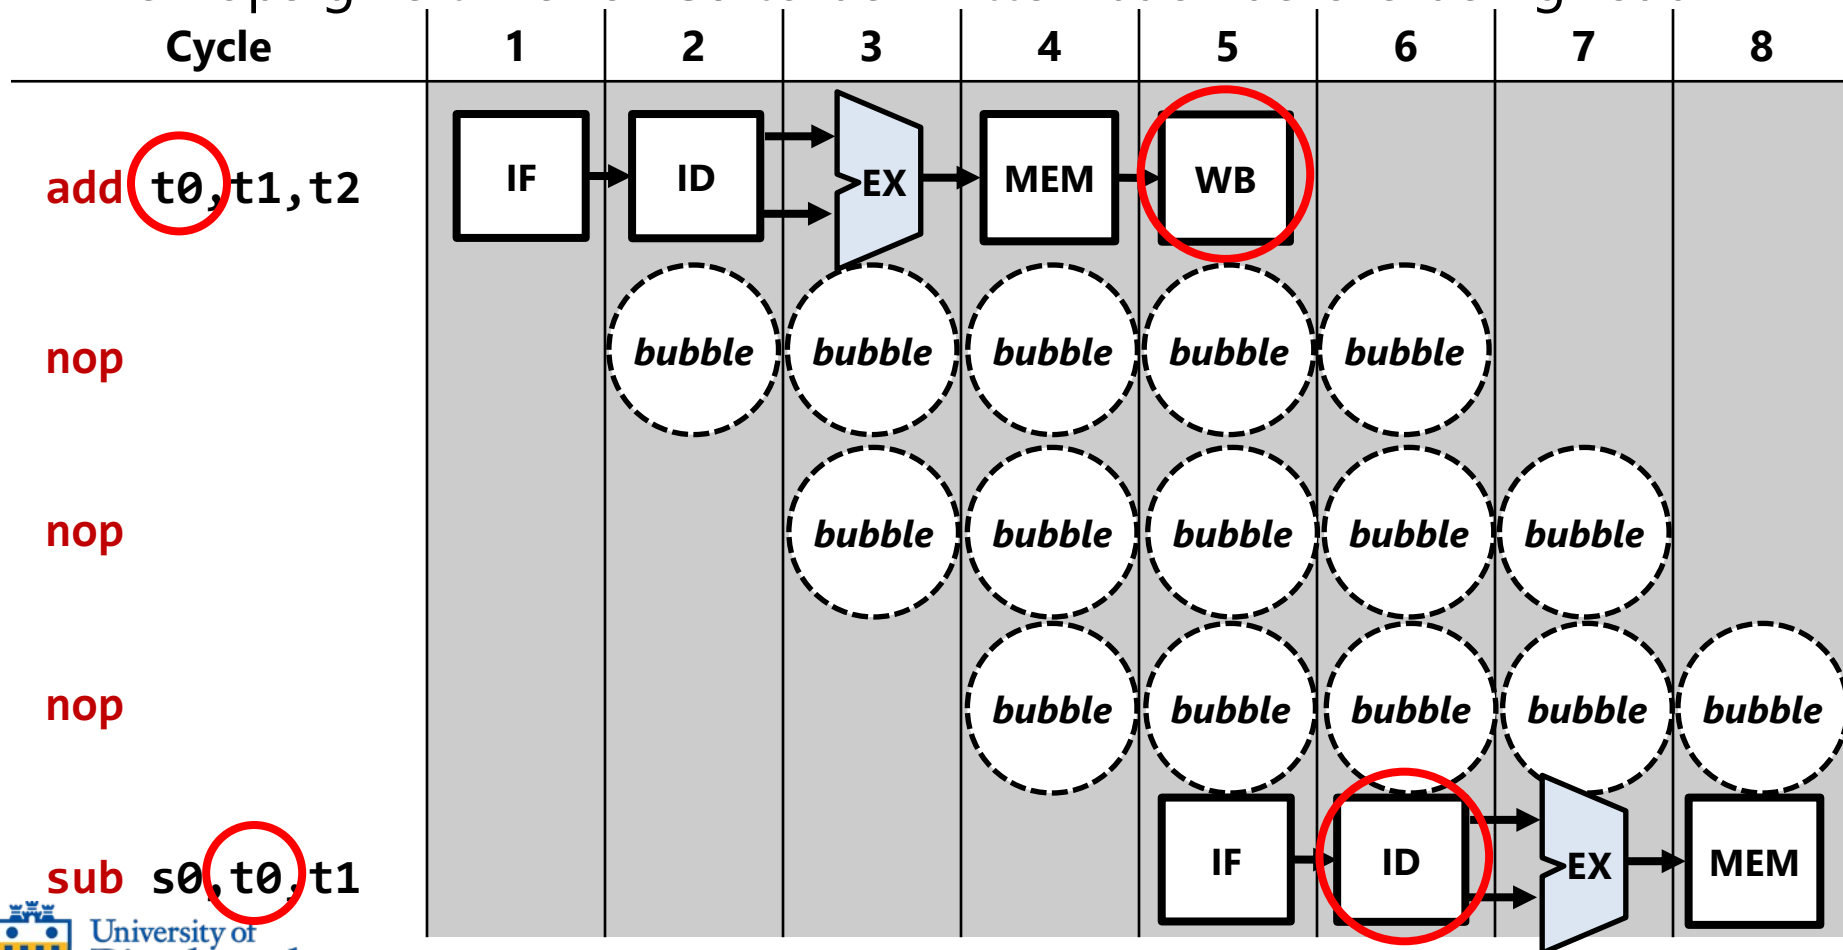 Cycle 1 2 3 4 5 6 7 8
add t0,t1,t2 IF ID EX MEM WB
nop bubble bubble bubble bubble bubble
nop bubble bubble bubble bubble bubble
nop bubble bubble bubble bubble bubble
sub s0,t0,t1 IF ID EX MEM
University of